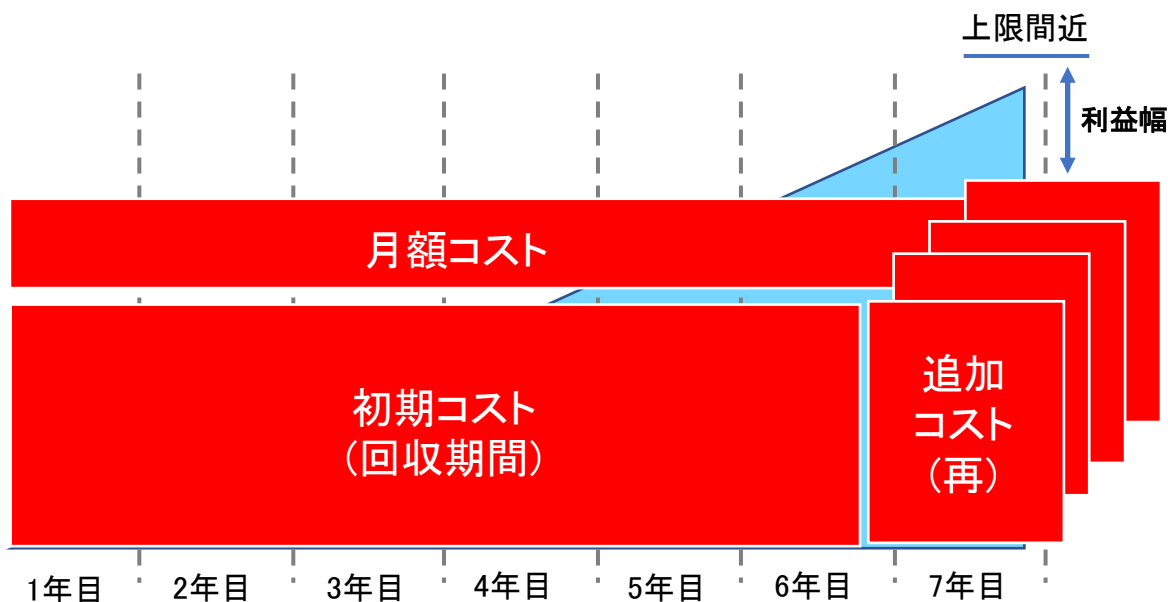 上限間近
利益幅
月額コスト
初期コスト
（回収期間）
追加
コスト
（再）
1年目
2年目
3年目
4年目
5年目
6年目
7年目